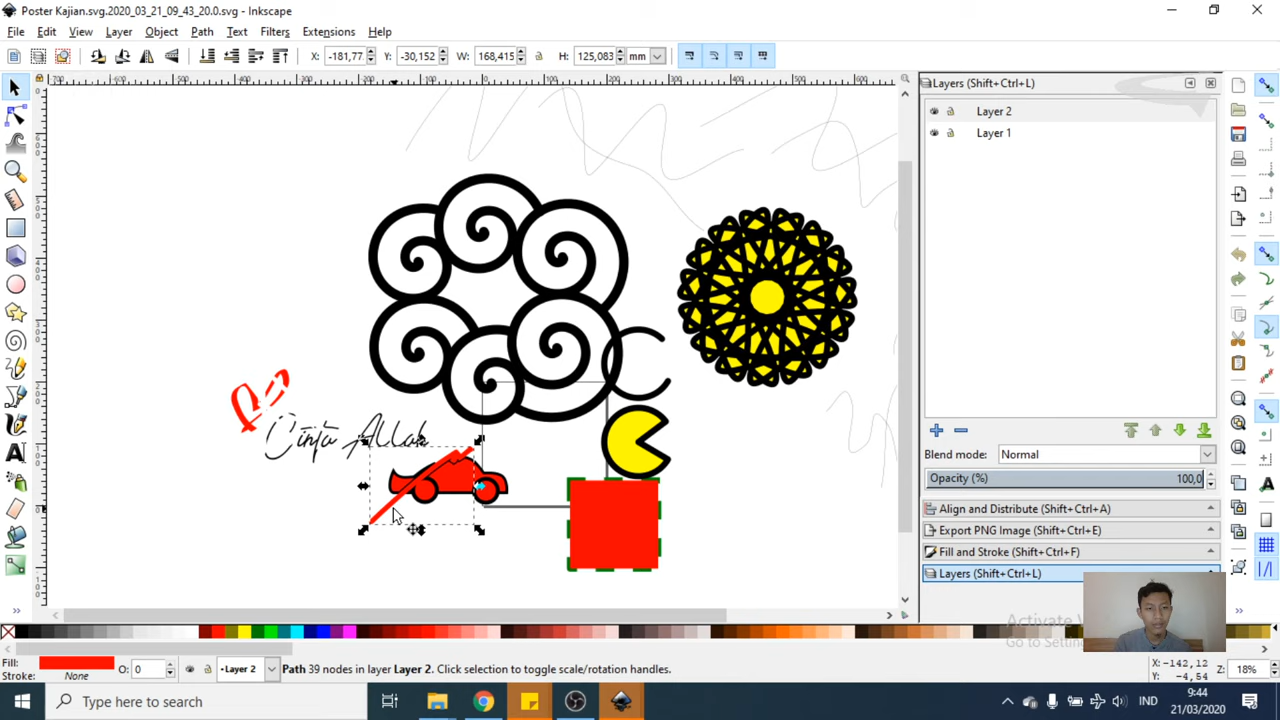 Poster Kajian.svg.2020_03_21_09_43_20.0.svg - Inkscape
File Edit View Layer Object Path Text Filters Extensions Help
X: -181,77 Y: -30,152 W: 168,415 H: 125,083 mm
Layers (Shift+Ctrl+L)
Layer 2
Layer 1
Cinta Allah
Blend mode: Normal
Opacity (%) 100,0
Align and Distribute (Shift+Ctrl+A)
Export PNG Image (Shift+Ctrl+E)
Fill and Stroke (Shift+Ctrl+F)
Layers (Shift+Ctrl+L)
Fill: Stroke: None O: 0 Layer 2 Path 39 nodes in layer Layer 2. Click selection to toggle scale/rotation handles. X: -142,12 Y: -4,54 Z: 18%
Type here to search IND 9:44 21/03/2020